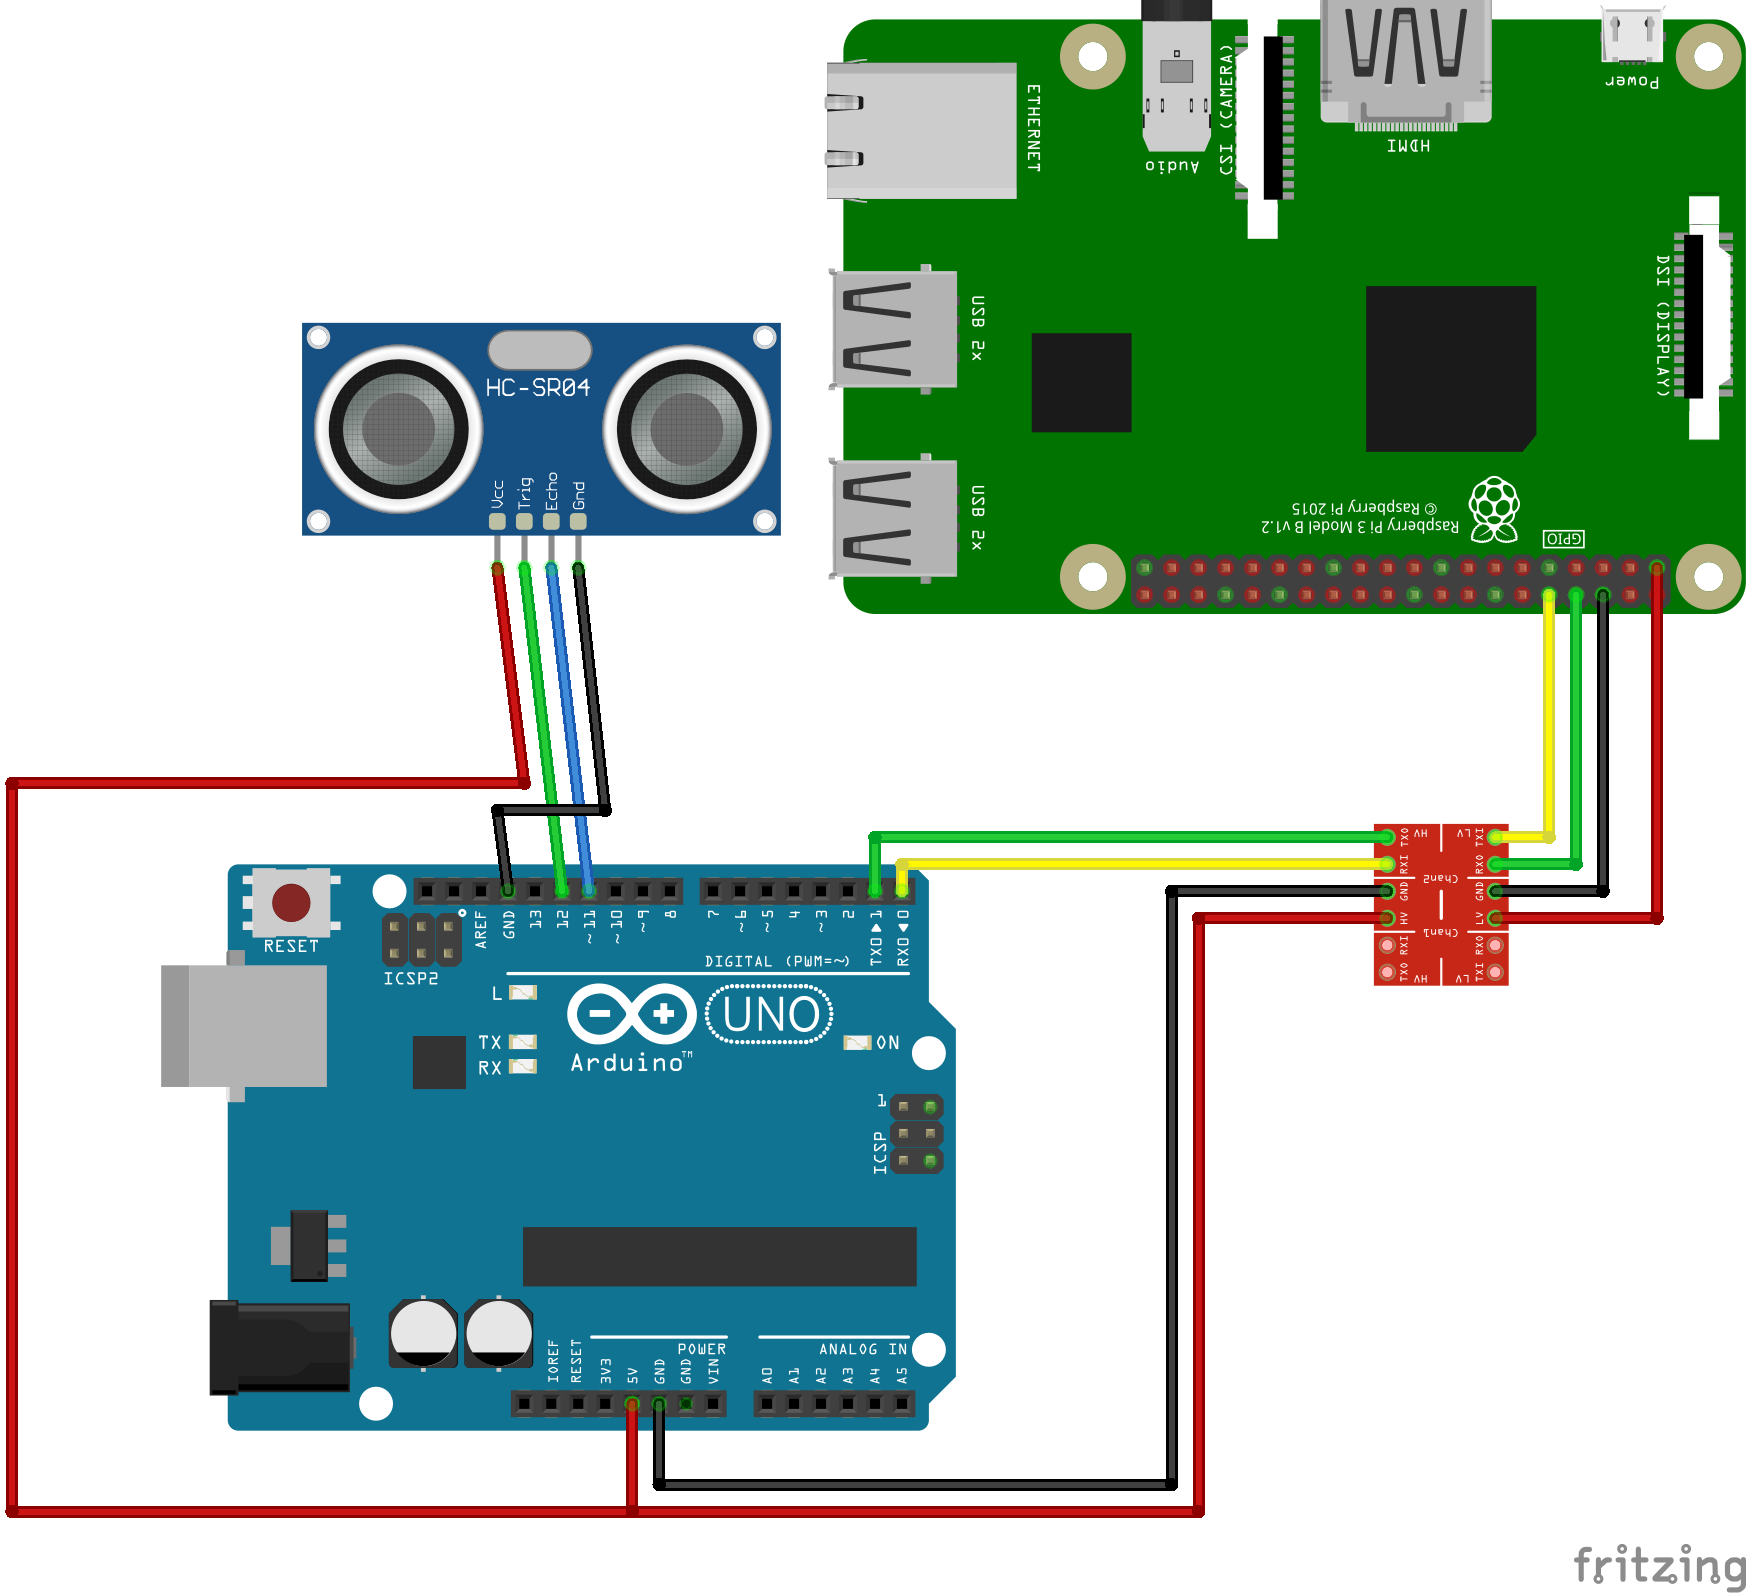 Power
ETHERNET
CSI (CAMERA)
Audio
HDMI
DSI (DISPLAY)
USB 2x
HC-SR04
Vcc
Trig
Echo
Gnd
USB 2x
Raspberry Pi 3 Model B v1.2
© Raspberry Pi 2015
GPIO
TXO
HV
LV
TXI
RXI
RXO
Chan2
GND
GND
HV
LV
Chan1
RXI
RXO
TXO
HV
LV
TXI
RESET
ICSP2
AREF
GND
13
12
~11
~10
~9
8
7
~6
~5
4
~3
2
TX0 ▶ 1
RX0 ◀ 0
DIGITAL (PWM=~)
L
TX
RX
UNO
ON
Arduino™
1
ICSP
POWER
ANALOG IN
IOREF
RESET
3V3
5V
GND
GND
VIN
A0
A1
A2
A3
A4
A5
fritzing